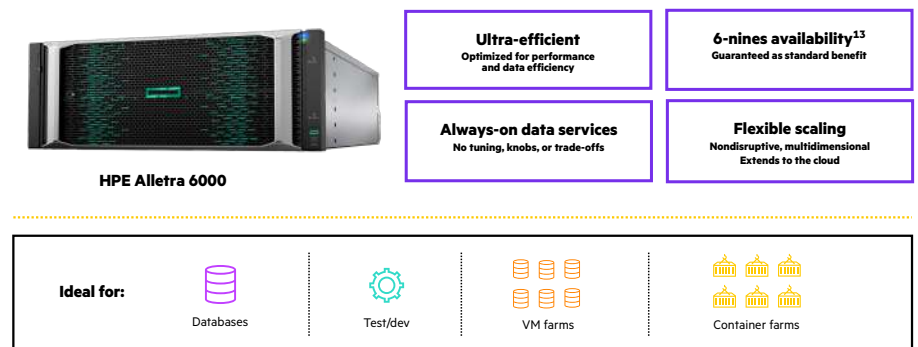 Ultra-efficient
Optimized for performance
and data efficiency
6-nines availability¹³
Guaranteed as standard benefit
Always-on data services
No tuning, knobs, or trade-offs
Flexible scaling
Nondisruptive, multidimensional
Extends to the cloud
HPE Alletra 6000
Ideal for:
Databases
Test/dev
VM farms
Container farms